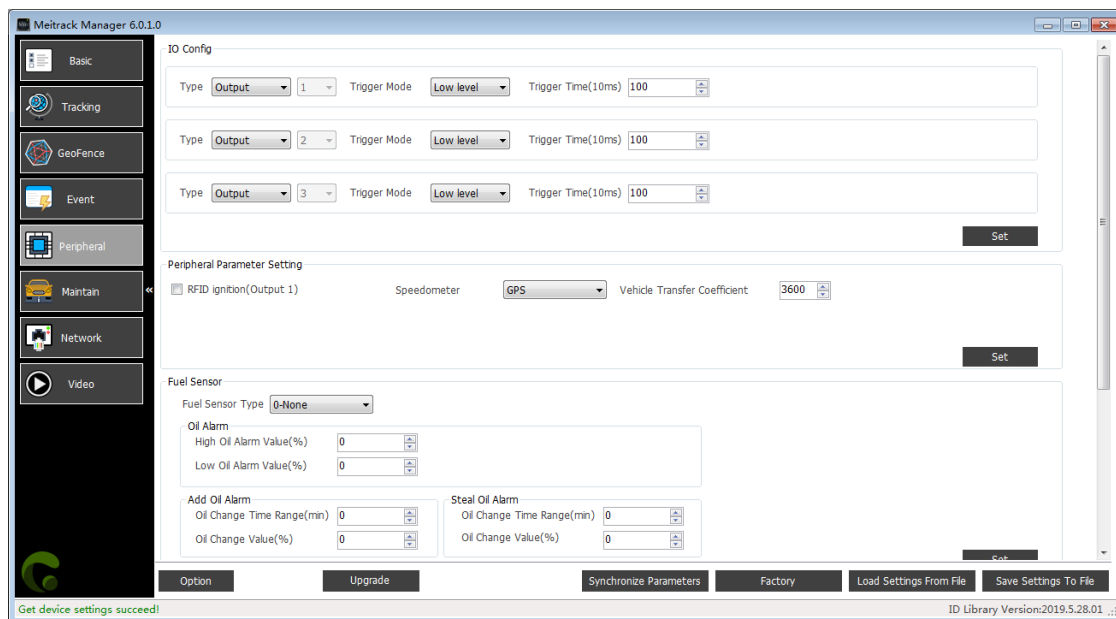 Meitrack Manager 6.0.1.0
Basic
Tracking
GeoFence
Event
Peripheral
Maintain
«
Network
Video
IO Config
Type Output 1 Trigger Mode Low level Trigger Time(10ms) 100
Type Output 2 Trigger Mode Low level Trigger Time(10ms) 100
Type Output 3 Trigger Mode Low level Trigger Time(10ms) 100
Set
Peripheral Parameter Setting
RFID ignition(Output 1) Speedometer GPS Vehicle Transfer Coefficient 3600
Set
Fuel Sensor
Fuel Sensor Type 0-None
Oil Alarm
High Oil Alarm Value(%) 0
Low Oil Alarm Value(%) 0
Add Oil Alarm Steal Oil Alarm
Oil Change Time Range(min) 0 Oil Change Time Range(min) 0
Oil Change Value(%) 0 Oil Change Value(%) 0
Set
Option Upgrade Synchronize Parameters Factory Load Settings From File Save Settings To File
Get device settings succeed! ID Library Version:2019.5.28.01